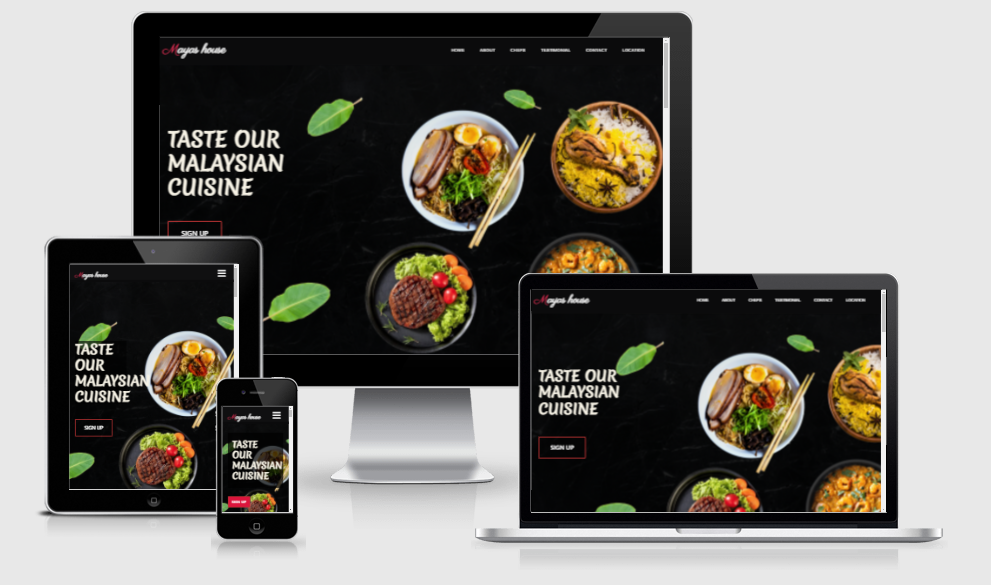 Mayas house
HOME ABOUT CHEFS TESTIMONIAL CONTACT LOCATION
TASTE OUR
MALAYSIAN
CUISINE
SIGN UP
Mayas house
TASTE
OUR
MALAYSIAN
CUISINE
SIGN UP
Mayas house
TASTE
OUR
MALAYSIAN
CUISINE
SIGN UP
Mayas house
HOME ABOUT CHEFS TESTIMONIAL CONTACT LOCATION
TASTE OUR
MALAYSIAN
CUISINE
SIGN UP